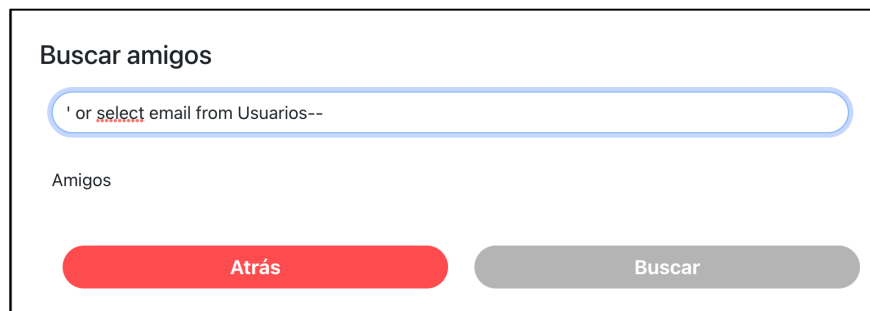 Buscar amigos
' or select email from Usuarios--
Amigos
Atrás
Buscar